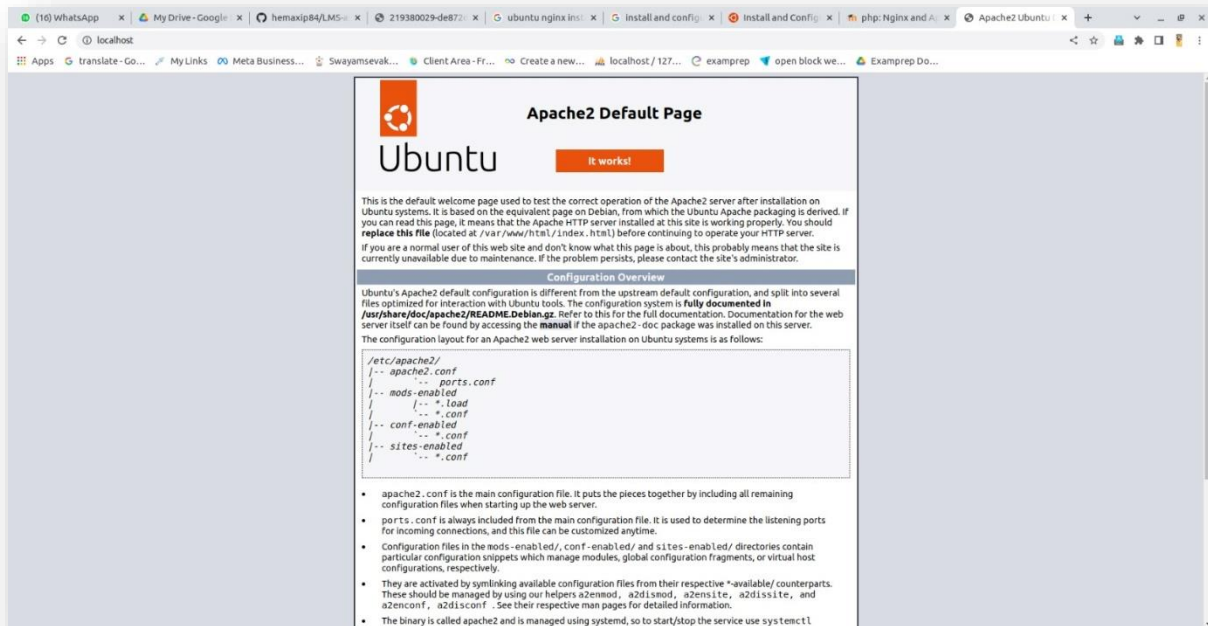 (16) WhatsApp
My Drive - Google
hemaxip84/LMS-
219380029-de872
ubuntu nginx inst
install and config
Install and Config
php: Nginx and A
Apache2 Ubuntu
localhost
Apps
translate - Go...
My Links
Meta Business...
Swayamsevak...
Client Area - Fr...
Create a new...
localhost / 127...
examprep
open block we...
Examprep Do...
Apache2 Default Page
Ubuntu
It works!
This is the default welcome page used to test the correct operation of the Apache2 server after installation on
Ubuntu systems. It is based on the equivalent page on Debian, from which the Ubuntu Apache packaging is derived. If
you can read this page, it means that the Apache HTTP server installed at this site is working properly. You should
replace this file (located at /var/www/html/index.html) before continuing to operate your HTTP server.
If you are a normal user of this web site and don't know what this page is about, this probably means that the site is
currently unavailable due to maintenance. If the problem persists, please contact the site's administrator.
Configuration Overview
Ubuntu's Apache2 default configuration is different from the upstream default configuration, and split into several
files optimized for interaction with Ubuntu tools. The configuration system is fully documented in
/usr/share/doc/apache2/README.Debian.gz. Refer to this for the full documentation. Documentation for the web
server itself can be found by accessing the manual if the apache2-doc package was installed on this server.
The configuration layout for an Apache2 web server installation on Ubuntu systems is as follows:
/etc/apache2/
|-- apache2.conf
|       `--  ports.conf
|-- mods-enabled
|       |-- *.load
|       `-- *.conf
|-- conf-enabled
|       `-- *.conf
|-- sites-enabled
|       `-- *.conf
• apache2.conf is the main configuration file. It puts the pieces together by including all remaining
configuration files when starting up the web server.
• ports.conf is always included from the main configuration file. It is used to determine the listening ports
for incoming connections, and this file can be customized anytime.
• Configuration files in the mods-enabled/, conf-enabled/ and sites-enabled/ directories contain
particular configuration snippets which manage modules, global configuration fragments, or virtual host
configurations, respectively.
• They are activated by symlinking available configuration files from their respective *-available/ counterparts.
These should be managed by using our helpers a2enmod, a2dismod, a2ensite, a2dissite, and
a2enconf, a2disconf . See their respective man pages for detailed information.
• The binary is called apache2 and is managed using systemd, so to start/stop the service use systemctl